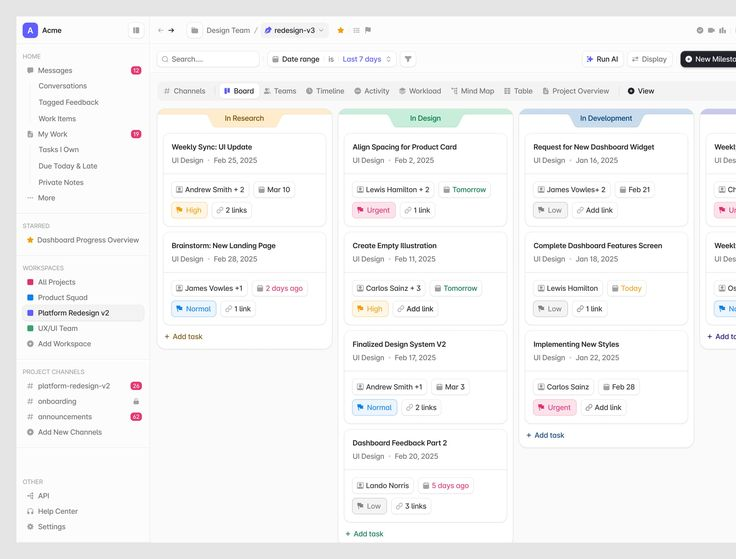 A Acme
Design Team / redesign-v3
Search....
Date range is Last 7 days
Run AI
Display
New Milesto
HOME
Messages 12
Conversations
Tagged Feedback
Work Items
My Work 19
Tasks I Own
Due Today & Late
Private Notes
More
STARRED
Dashboard Progress Overview
WORKSPACES
All Projects
Product Squad
Platform Redesign v2
UX/UI Team
Add Workspace
PROJECT CHANNELS
# platform-redesign-v2 26
# onboarding
# announcements 62
Add New Channels
OTHER
API
Help Center
Settings
# Channels
Board
Teams
Timeline
Activity
Workload
Mind Map
Table
Project Overview
View
In Research
Weekly Sync: UI Update
UI Design • Feb 25, 2025
Andrew Smith + 2 Mar 10
High 2 links
Brainstorm: New Landing Page
UI Design • Feb 28, 2025
James Vowles +1 2 days ago
Normal 1 link
+ Add task
In Design
Align Spacing for Product Card
UI Design • Feb 2, 2025
Lewis Hamilton + 2 Tomorrow
Urgent 1 link
Create Empty Illustration
UI Design • Feb 11, 2025
Carlos Sainz + 3 Tomorrow
High Add link
Finalized Design System V2
UI Design • Feb 17, 2025
Andrew Smith +1 Mar 3
Normal 2 links
Dashboard Feedback Part 2
UI Design • Feb 20, 2025
Lando Norris 5 days ago
Low 3 links
+ Add task
In Development
Request for New Dashboard Widget
UI Design • Jan 16, 2025
James Vowles+ 2 Feb 21
Low Add link
Complete Dashboard Features Screen
UI Design • Jan 18, 2025
Lewis Hamilton Today
Low 1 link
Implementing New Styles
UI Design • Jan 22, 2025
Carlos Sainz Feb 28
Urgent Add link
+ Add task
Weekl
UI Des
Ch
Ur
Weekl
UI Des
Os
No
+ Add ta